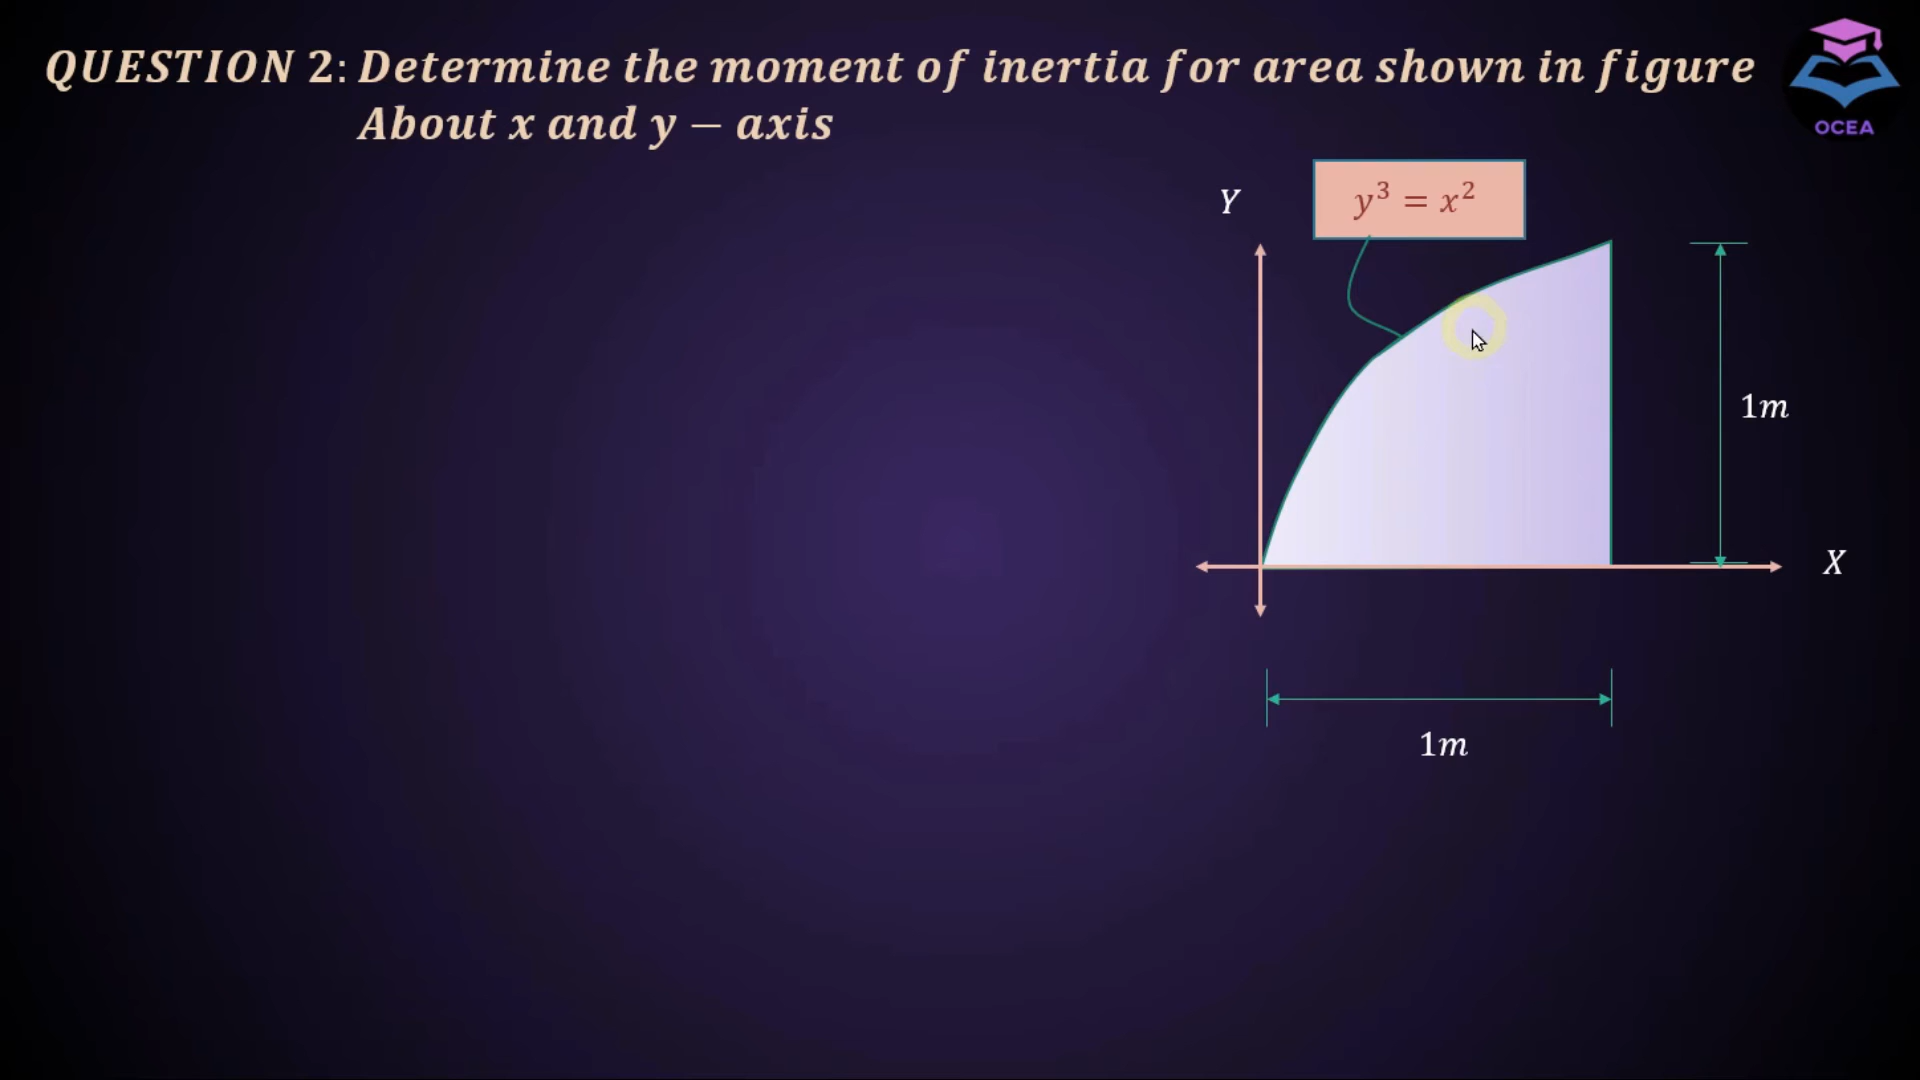 QUESTION 2: Determine the moment of inertia for area shown in figure
About x and y − axis
OCEA
y³ = x²
Y
1m
X
1m